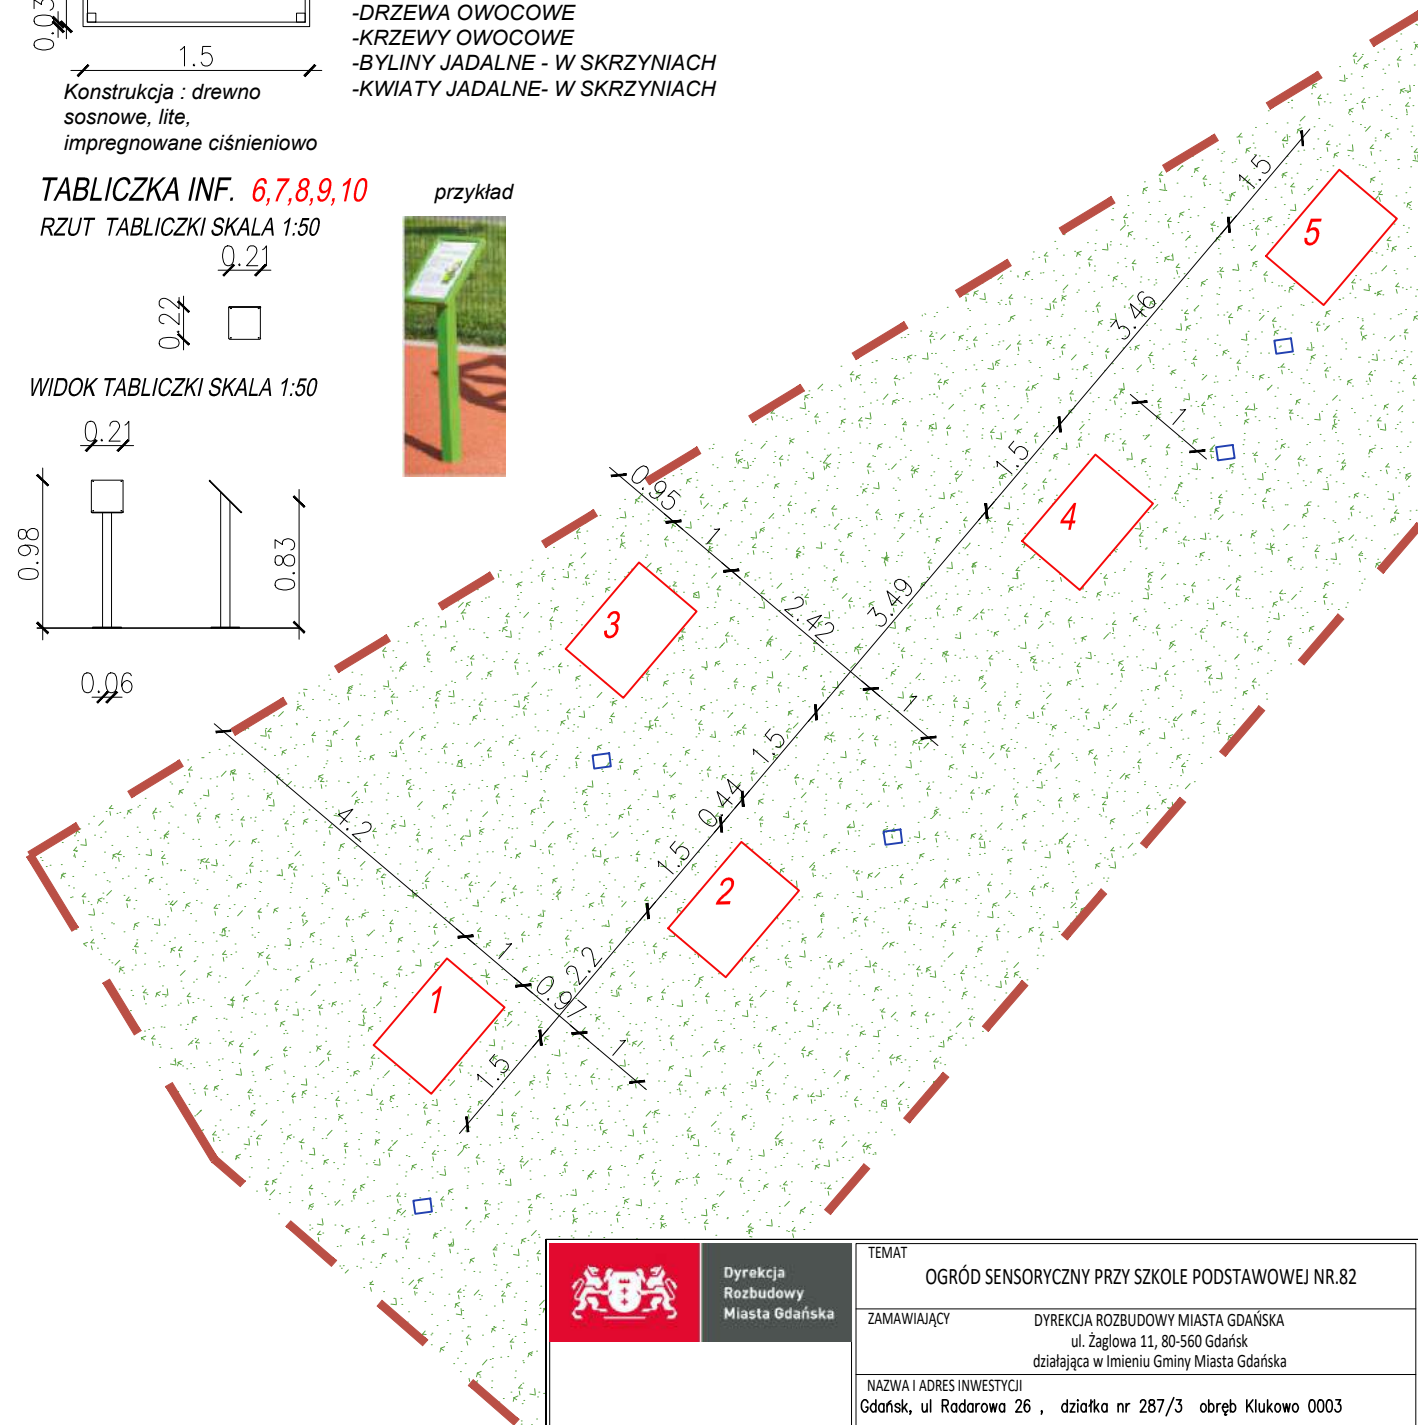 -DRZEWA OWOCOWE
-KRZEWY OWOCOWE
-BYLINY JADALNE - W SKRZYNIACH
-KWIATY JADALNE- W SKRZYNIACH
0.03
1.5
Konstrukcja : drewno
sosnowe, lite,
impregnowane ciśnieniowo
TABLICZKA INF. 6,7,8,9,10
przykład
RZUT TABLICZKI SKALA 1:50
0.21
0.22
WIDOK TABLICZKI SKALA 1:50
0.21
0.98
0.83
0.06
1.5
5
3.46
1
1.5
4
0.95
1
2.42
3.49
1
3
1.5
0.44
1.5
2
4.2
1
0.97
2.2
1
1
1.5
Dyrekcja
Rozbudowy
Miasta Gdańska
TEMAT
OGRÓD SENSORYCZNY PRZY SZKOLE PODSTAWOWEJ NR.82
ZAMAWIAJĄCY
DYREKCJA ROZBUDOWY MIASTA GDAŃSKA
ul. Żaglowa 11, 80-560 Gdańsk
działająca w Imieniu Gminy Miasta Gdańska
NAZWA I ADRES INWESTYCJI
Gdańsk, ul Radarowa 26 , działka nr 287/3 obręb Klukowo 0003